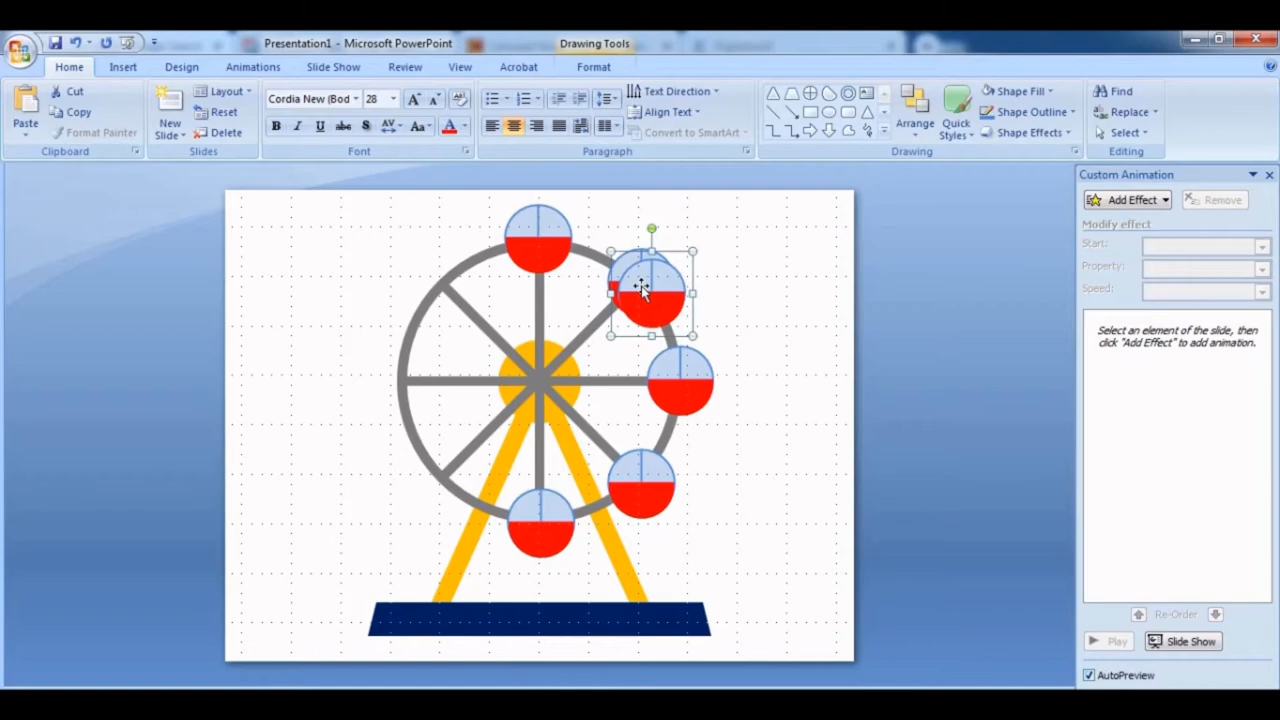 Presentation1 - Microsoft PowerPoint
Drawing Tools
Home Insert Design Animations Slide Show Review View Acrobat Format
Paste
Cut
Copy
Format Painter
Clipboard
New Slide
Layout
Reset
Delete
Slides
Cordia New (Bod 28
B I U abc S AV Aa A
Font
Text Direction
Align Text
Convert to SmartArt
Paragraph
Arrange
Quick Styles
Shape Fill
Shape Outline
Shape Effects
Drawing
Find
Replace
Select
Editing
Custom Animation
Add Effect
Remove
Modify effect
Start:
Property:
Speed:
Select an element of the slide, then
click "Add Effect" to add animation.
Re-Order
Play
Slide Show
AutoPreview